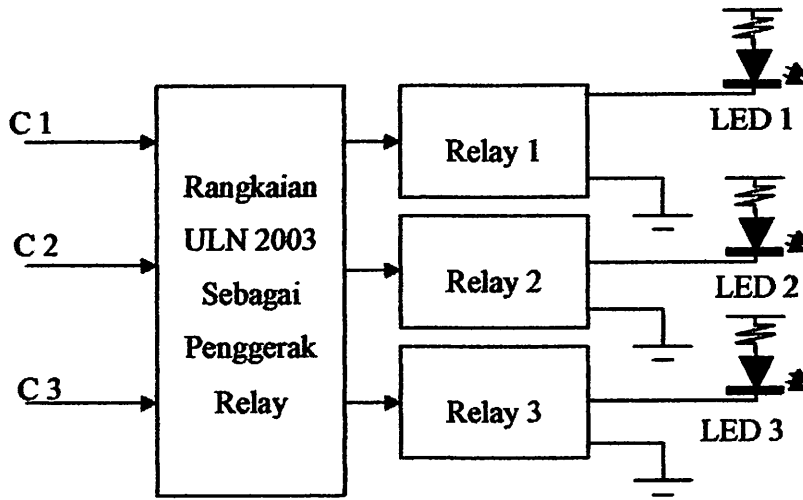 C 1
C 2
C 3
Rangkaian
ULN 2003
Sebagai
Penggerak
Relay
Relay 1
Relay 2
Relay 3
LED 1
LED 2
LED 3